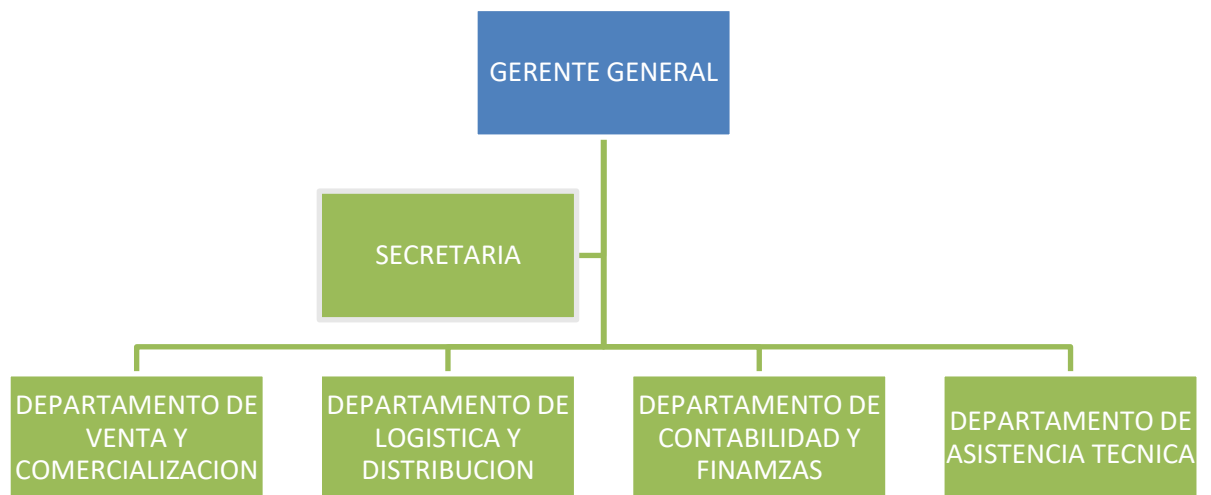 GERENTE GENERAL
SECRETARIA
DEPARTAMENTO DE
VENTA Y
COMERCIALIZACION
DEPARTAMENTO DE
LOGISTICA Y
DISTRIBUCION
DEPARTAMENTO DE
CONTABILIDAD Y
FINAMZAS
DEPARTAMENTO DE
ASISTENCIA TECNICA